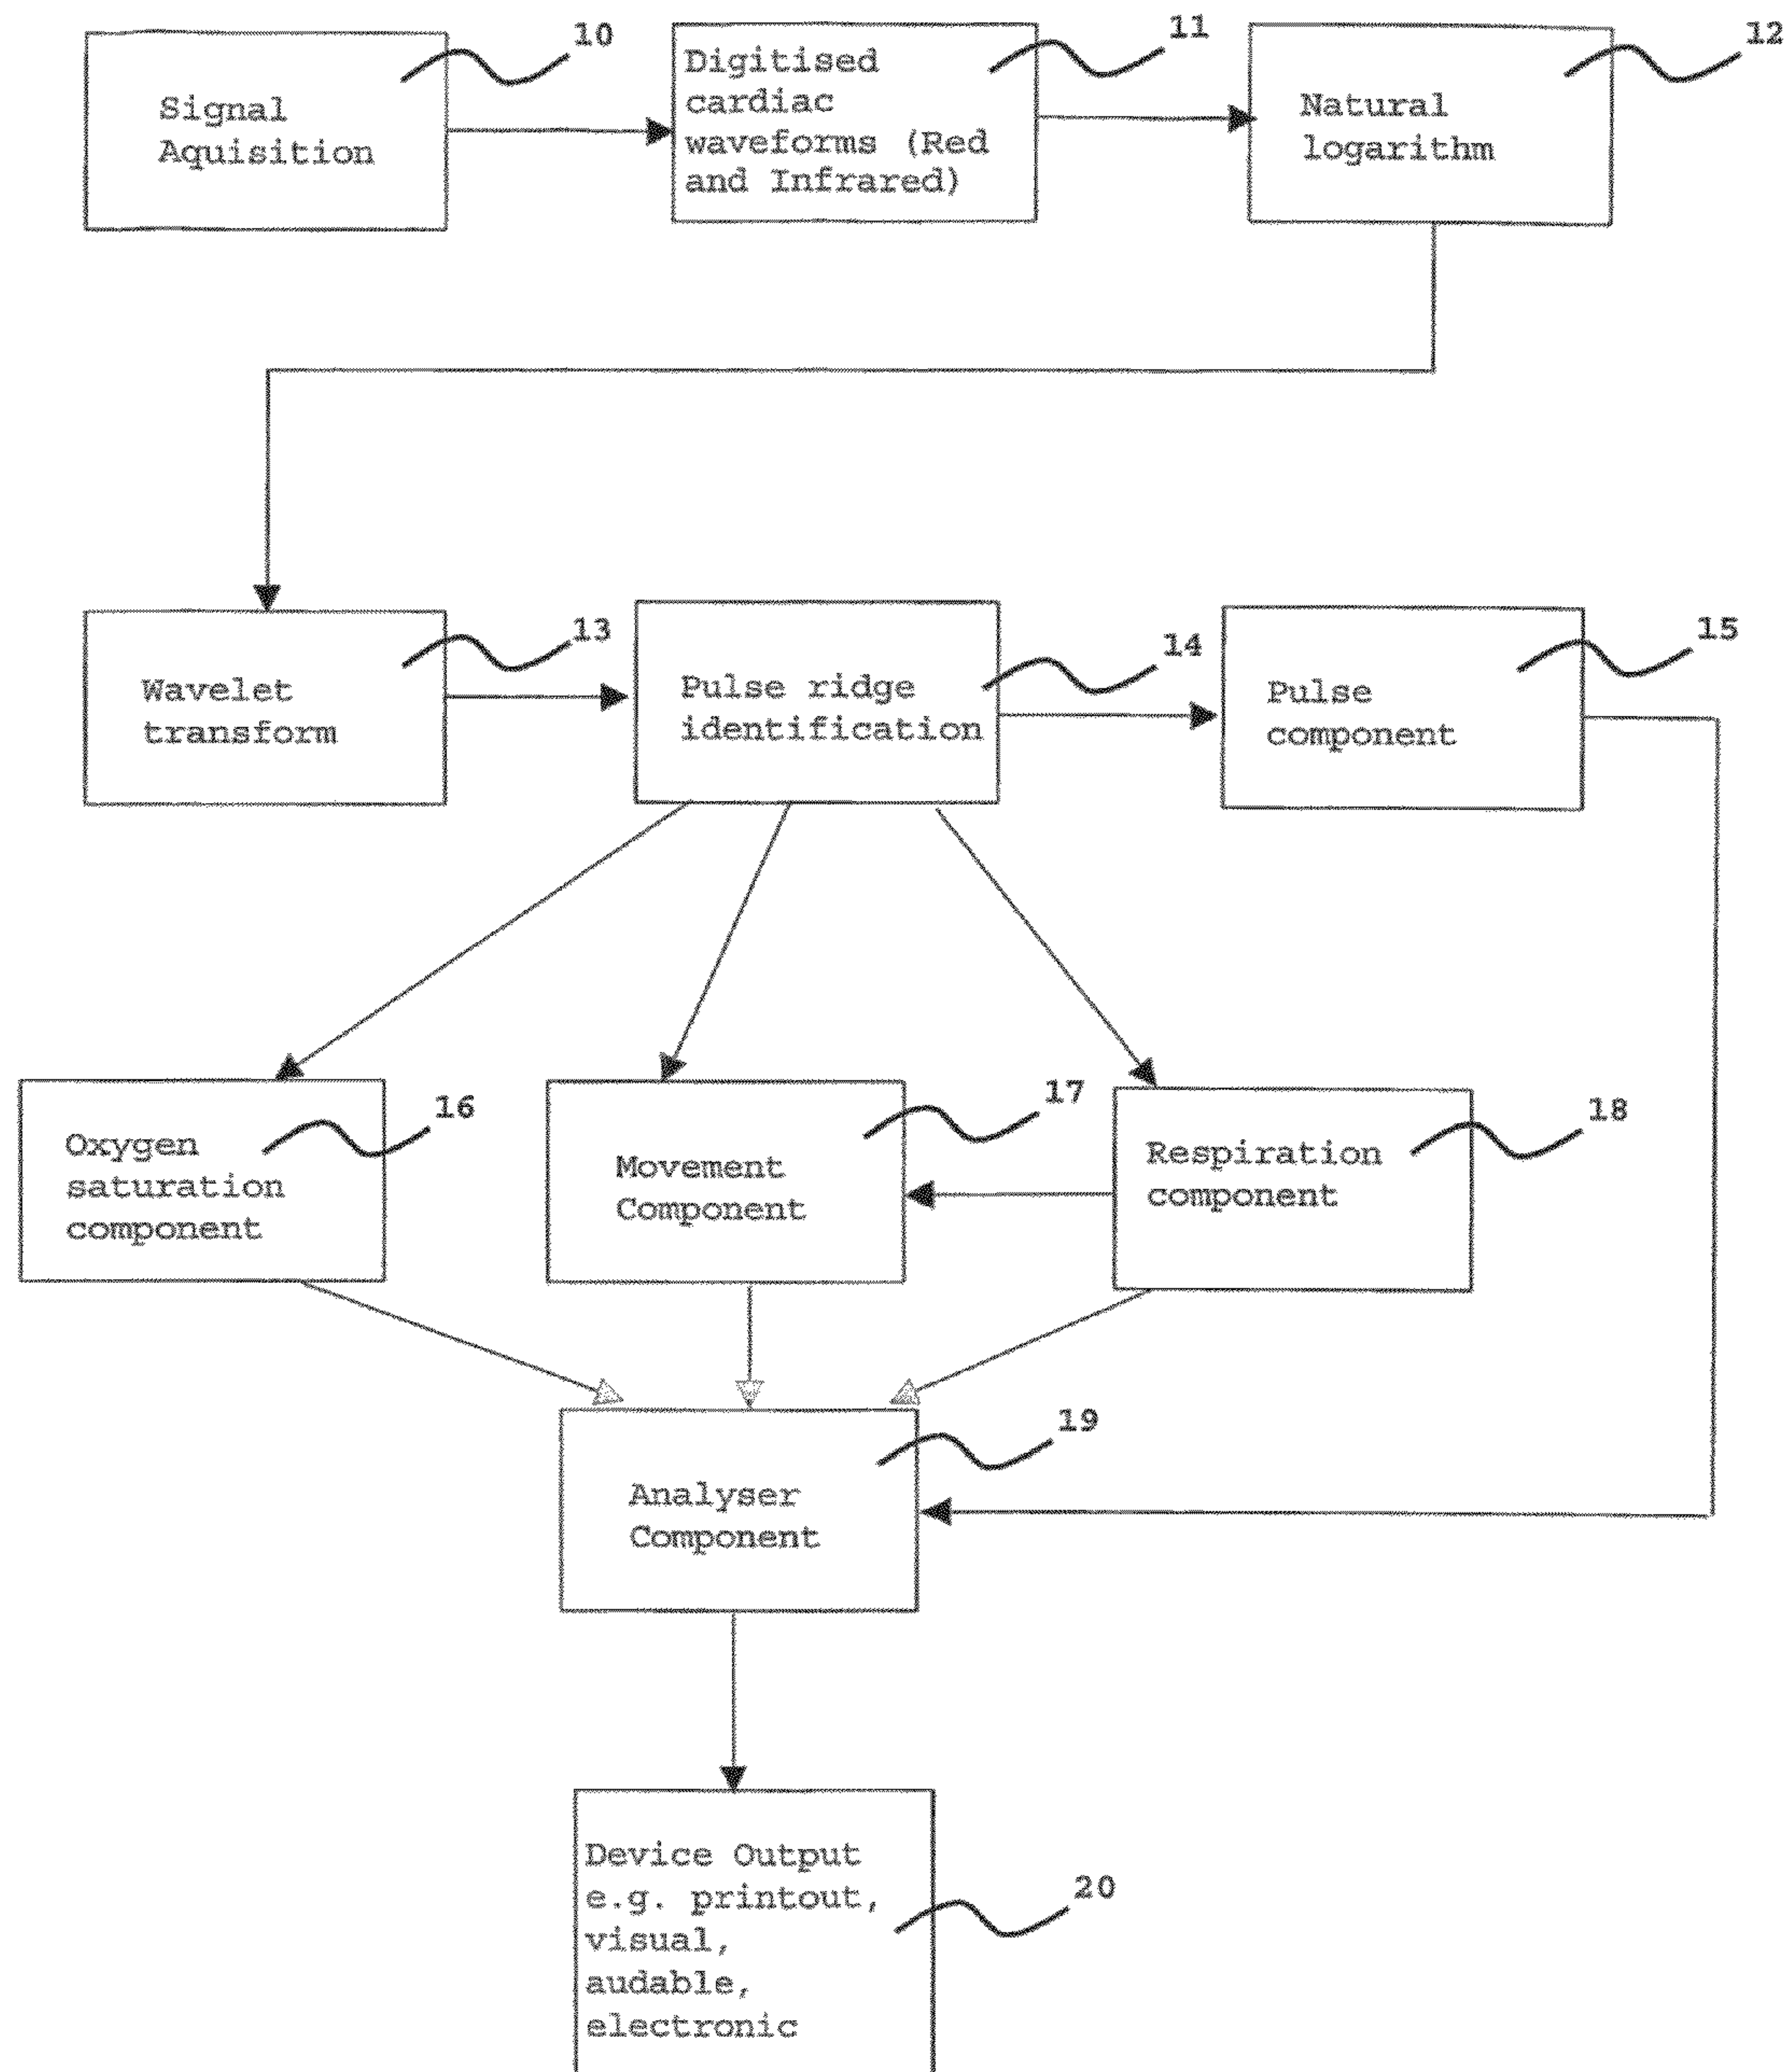 10
Signal
Aquisition
11
Digitised
cardiac
waveforms (Red
and Infrared)
12
Natural
logarithm
13
Wavelet
transform
14
Pulse ridge
identification
15
Pulse
component
16
Oxygen
saturation
component
17
Movement
Component
18
Respiration
component
19
Analyser
Component
20
Device Output
e.g. printout,
visual,
audable,
electronic